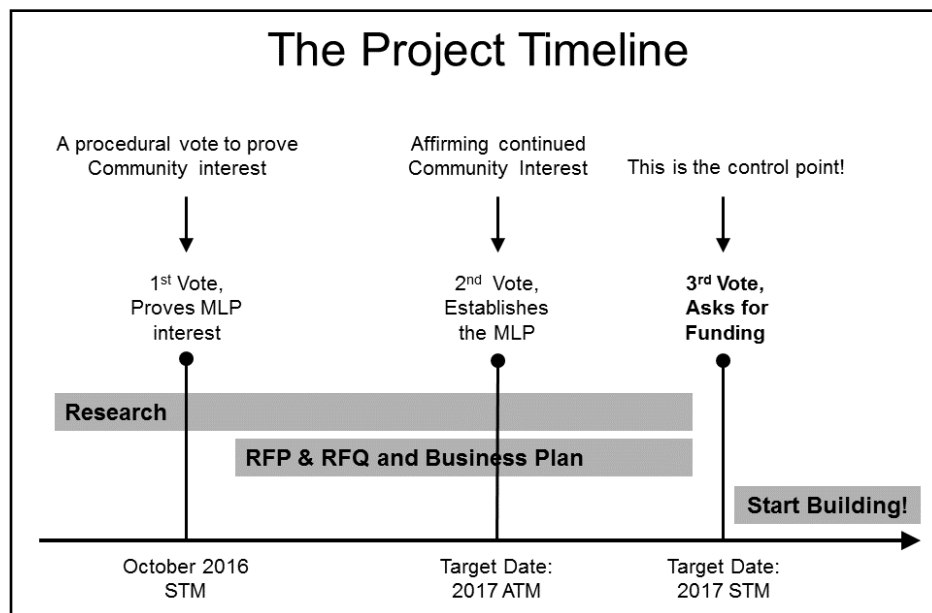 The Project Timeline
A procedural vote to prove
Community interest
Affirming continued
Community Interest
This is the control point!
1st Vote,
Proves MLP
interest
2nd Vote,
Establishes
the MLP
3rd Vote,
Asks for
Funding
Research
RFP & RFQ and Business Plan
Start Building!
October 2016
STM
Target Date:
2017 ATM
Target Date:
2017 STM